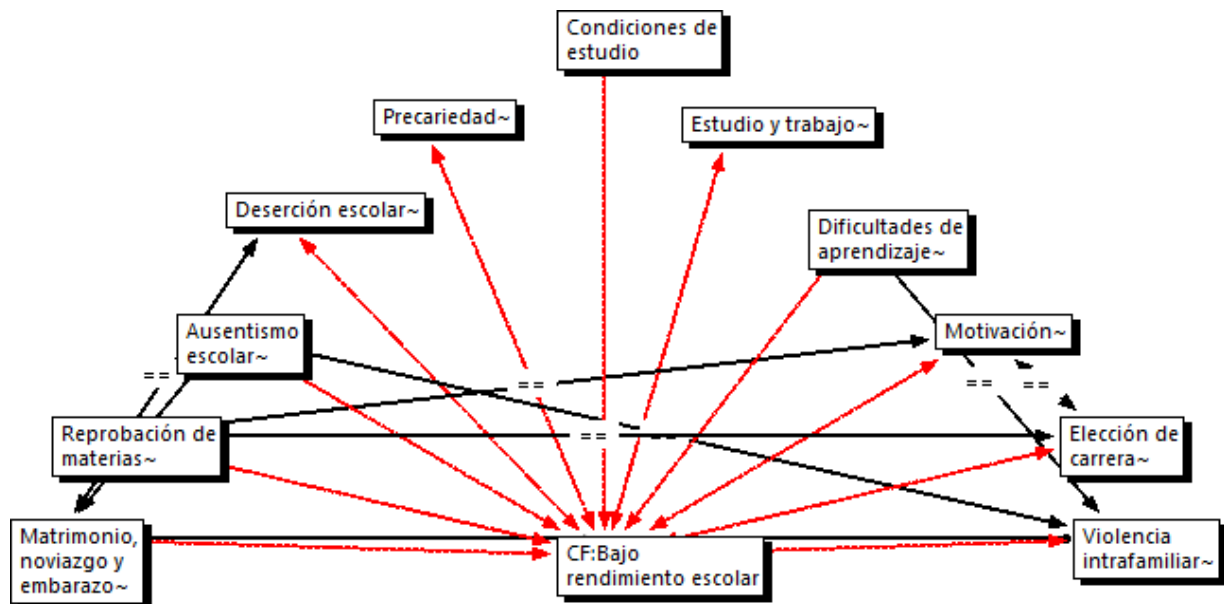 Condiciones de
estudio
Precariedad~
Estudio y trabajo~
Deserción escolar~
Dificultades de
aprendizaje~
Ausentismo
escolar~
Motivación~
==
==
==
==
Reprobación de
materias~
==
Elección de
carrera~
Matrimonio,
noviazgo y
embarazo~
CF:Bajo
rendimiento escolar
Violencia
intrafamiliar~